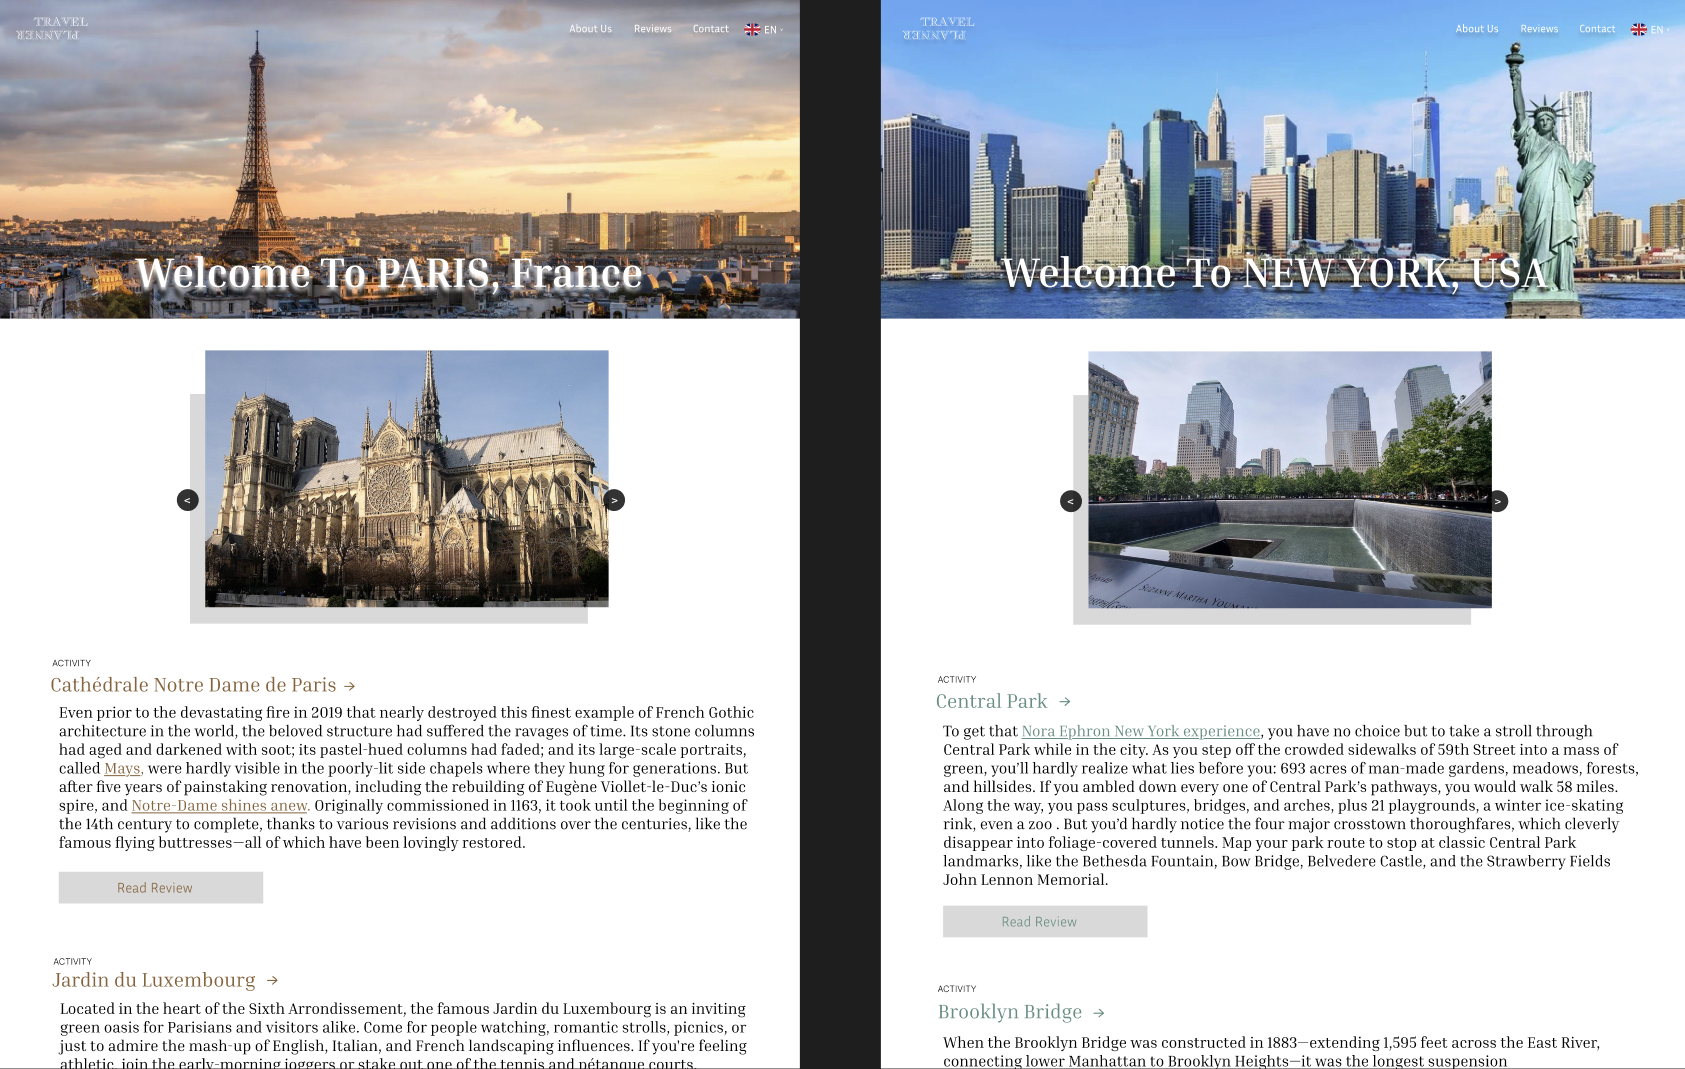 TRAVEL
PLANNER
About Us
Reviews
Contact
EN
Welcome To PARIS, France
<
>
ACTIVITY
Cathédrale Notre Dame de Paris →
Even prior to the devastating fire in 2019 that nearly destroyed this finest example of French Gothic
architecture in the world, the beloved structure had suffered the ravages of time. Its stone columns
had aged and darkened with soot; its pastel-hued columns had faded; and its large-scale portraits,
called Mays, were hardly visible in the poorly-lit side chapels where they hung for generations. But
after five years of painstaking renovation, including the rebuilding of Eugène Viollet-le-Duc's ionic
spire, and Notre-Dame shines anew. Originally commissioned in 1163, it took until the beginning of
the 14th century to complete, thanks to various revisions and additions over the centuries, like the
famous flying buttresses—all of which have been lovingly restored.
Read Review
ACTIVITY
Jardin du Luxembourg →
Located in the heart of the Sixth Arrondissement, the famous Jardin du Luxembourg is an inviting
green oasis for Parisians and visitors alike. Come for people watching, romantic strolls, picnics, or
just to admire the mash-up of English, Italian, and French landscaping influences. If you're feeling
athletic, join the early-morning joggers or stake out one of the tennis and pétanque courts.
TRAVEL
PLANNER
About Us
Reviews
Contact
EN
Welcome To NEW YORK, USA
<
>
SUZANNE MARTHA YOUMAN
ACTIVITY
Central Park →
To get that Nora Ephron New York experience, you have no choice but to take a stroll through
Central Park while in the city. As you step off the crowded sidewalks of 59th Street into a mass of
green, you'll hardly realize what lies before you: 693 acres of man-made gardens, meadows, forests,
and hillsides. If you ambled down every one of Central Park's pathways, you would walk 58 miles.
Along the way, you pass sculptures, bridges, and arches, plus 21 playgrounds, a winter ice-skating
rink, even a zoo . But you'd hardly notice the four major crosstown thoroughfares, which cleverly
disappear into foliage-covered tunnels. Map your park route to stop at classic Central Park
landmarks, like the Bethesda Fountain, Bow Bridge, Belvedere Castle, and the Strawberry Fields
John Lennon Memorial.
Read Review
ACTIVITY
Brooklyn Bridge →
When the Brooklyn Bridge was constructed in 1883—extending 1,595 feet across the East River,
connecting lower Manhattan to Brooklyn Heights—it was the longest suspension